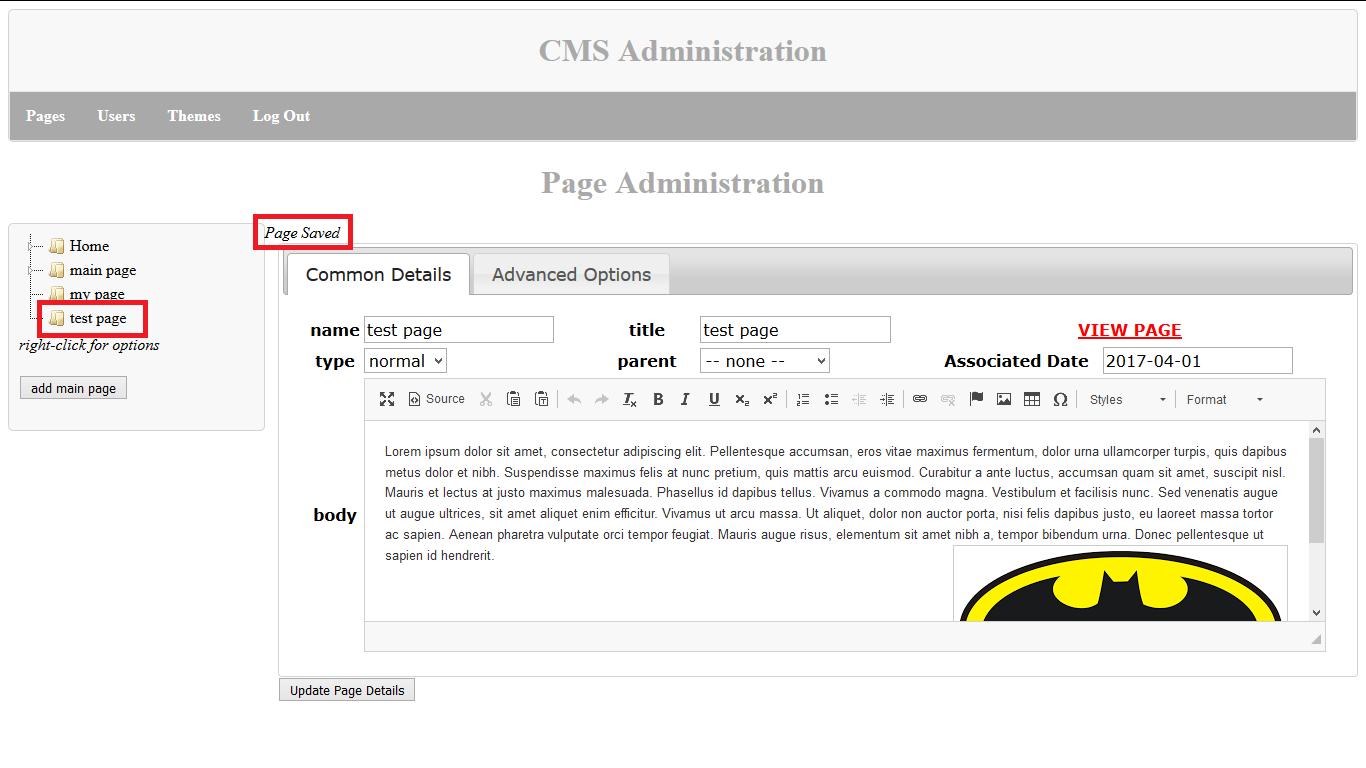 CMS Administration
Pages Users Themes Log Out
Page Administration
Page Saved
Home
main page
my page
test page
right-click for options
add main page
Common Details Advanced Options
name test page title test page VIEW PAGE
type normal parent -- none -- Associated Date 2017-04-01
Source Styles Format
body
Lorem ipsum dolor sit amet, consectetur adipiscing elit. Pellentesque accumsan, eros vitae maximus fermentum, dolor urna ullamcorper turpis, quis dapibus
metus dolor et nibh. Suspendisse maximus felis at nunc pretium, quis mattis arcu euismod. Curabitur a ante luctus, accumsan quam sit amet, suscipit nisl.
Mauris et lectus at justo maximus malesuada. Phasellus id dapibus tellus. Vivamus a commodo magna. Vestibulum et facilisis nunc. Sed venenatis augue
ut augue ultrices, sit amet aliquet enim efficitur. Vivamus ut arcu massa. Ut aliquet, dolor non auctor porta, nisi felis dapibus justo, eu laoreet massa tortor
ac sapien. Aenean pharetra vulputate orci tempor feugiat. Mauris augue risus, elementum sit amet nibh a, tempor bibendum urna. Donec pellentesque ut
sapien id hendrerit.
Update Page Details